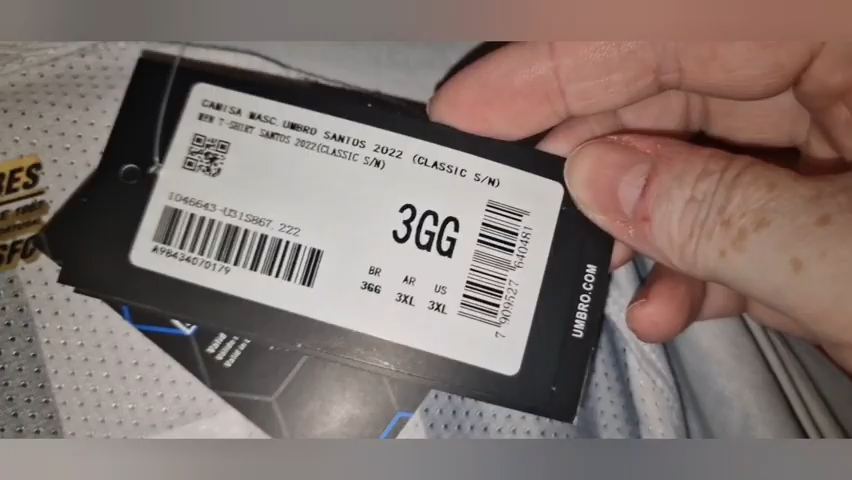 CAMISA MASC.UMBRO SANTOS 2022 (CLASSIC S/N)
MEN T-SHIRT SANTOS 2022(CLASSIC S/N)
IO46643-U31S867.222
A98434070179
3GG
BR AR US
3GG 3XL 3XL
7 909527 640481
UMBRO.COM